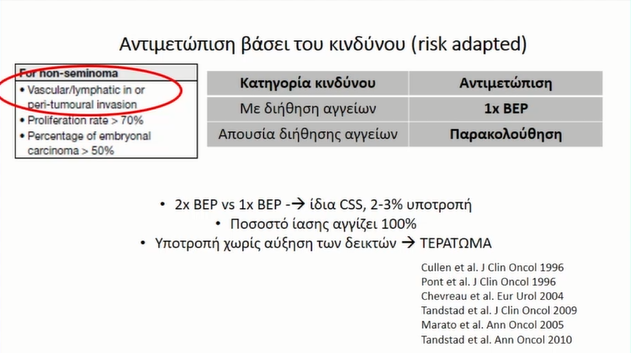 Αντιμετώπιση βάσει του κινδύνου (risk adapted)
For non-seminoma
• Vascular/lymphatic in or
peri-tumoural invasion
• Proliferation rate > 70%
• Percentage of embryonal
carcinoma > 50%
Κατηγορία κινδύνου Αντιμετώπιση
Με διήθηση αγγείων 1x BEP
Απουσία διήθησης αγγείων Παρακολούθηση
• 2x BEP vs 1x BEP -→ ίδια CSS, 2-3% υποτροπή
• Ποσοστό ίασης αγγίζει 100%
• Υποτροπή χωρίς αύξηση των δεικτών → ΤΕΡΑΤΩΜΑ
Cullen et al. J Clin Oncol 1996
Pont et al. J Clin Oncol 1996
Chevreau et al. Eur Urol 2004
Tandstad et al. J Clin Oncol 2009
Marato et al. Ann Oncol 2005
Tandstad et al. Ann Oncol 2010